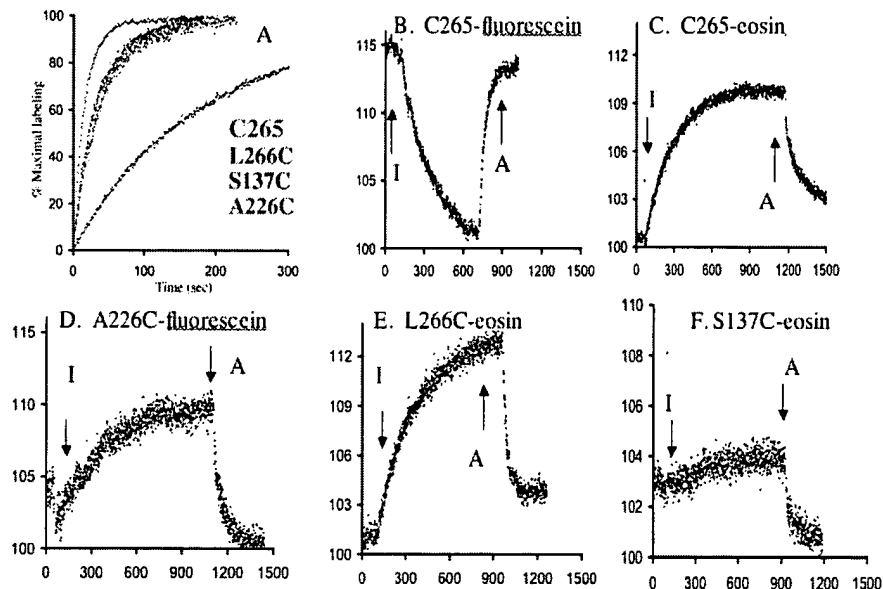 A
C265
L266C
S137C
A226C
% Maximal labeling
100
80
60
40
20
0
0
100
200
300
Time (sec)
B. C265-fluorescein
115
110
105
100
I
A
0 300 600 900 1200 1500
C. C265-eosin
112
109
106
103
100
I
A
0 300 600 900 1200 1500
D. A226C-fluorescein
115
110
105
100
I
A
0 300 600 900 1200 1500
E. L266C-eosin
112
109
106
103
100
I
A
0 300 600 900 1200 1500
F. S137C-eosin
110
108
106
104
102
100
I
A
0 300 600 900 1200 1500